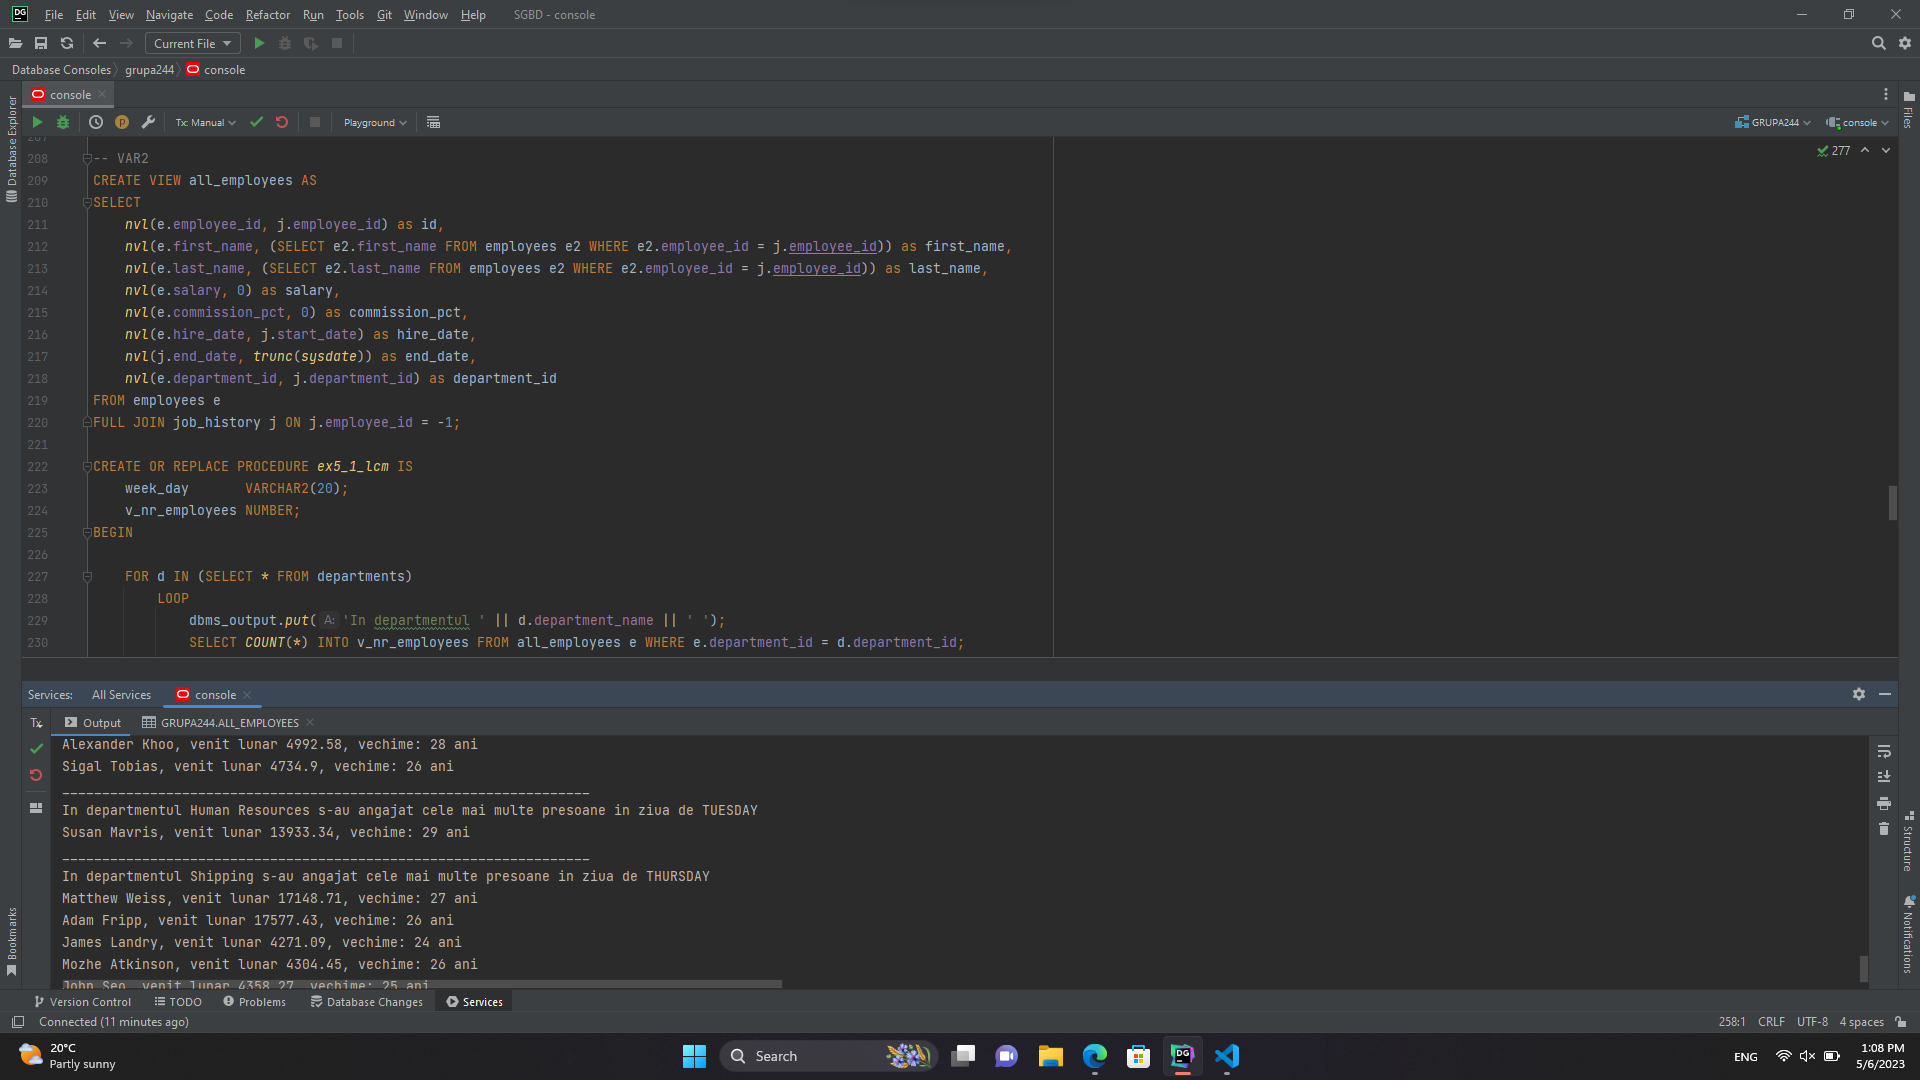 File Edit View Navigate Code Refactor Run Tools Git Window Help SGBD - console
Current File
Database Consoles grupa244 console
console
Tx: Manual Playground GRUPA244 console
277
207
208 -- VAR2
209 CREATE VIEW all_employees AS
210 SELECT
211 nvl(e.employee_id, j.employee_id) as id,
212 nvl(e.first_name, (SELECT e2.first_name FROM employees e2 WHERE e2.employee_id = j.employee_id)) as first_name,
213 nvl(e.last_name, (SELECT e2.last_name FROM employees e2 WHERE e2.employee_id = j.employee_id)) as last_name,
214 nvl(e.salary, 0) as salary,
215 nvl(e.commission_pct, 0) as commission_pct,
216 nvl(e.hire_date, j.start_date) as hire_date,
217 nvl(j.end_date, trunc(sysdate)) as end_date,
218 nvl(e.department_id, j.department_id) as department_id
219 FROM employees e
220 FULL JOIN job_history j ON j.employee_id = -1;
221
222 CREATE OR REPLACE PROCEDURE ex5_1_lcm IS
223 week_day VARCHAR2(20);
224 v_nr_employees NUMBER;
225 BEGIN
226
227 FOR d IN (SELECT * FROM departments)
228 LOOP
229 dbms_output.put( A: 'In departmentul ' || d.department_name || ' ');
230 SELECT COUNT(*) INTO v_nr_employees FROM all_employees e WHERE e.department_id = d.department_id;
Services: All Services console
Tx Output GRUPA244.ALL_EMPLOYEES
Alexander Khoo, venit lunar 4992.58, vechime: 28 ani
Sigal Tobias, venit lunar 4734.9, vechime: 26 ani
__________________________________________________________________
In departmentul Human Resources s-au angajat cele mai multe presoane in ziua de TUESDAY
Susan Mavris, venit lunar 13933.34, vechime: 29 ani
__________________________________________________________________
In departmentul Shipping s-au angajat cele mai multe presoane in ziua de THURSDAY
Matthew Weiss, venit lunar 17148.71, vechime: 27 ani
Adam Fripp, venit lunar 17577.43, vechime: 26 ani
James Landry, venit lunar 4271.09, vechime: 24 ani
Mozhe Atkinson, venit lunar 4304.45, vechime: 26 ani
John Seo, venit lunar 4358.27, vechime: 25 ani
Version Control TODO Problems Database Changes Services
Connected (11 minutes ago) 258:1 CRLF UTF-8 4 spaces
Database Explorer
Bookmarks
Files
Structure
Notifications
20°C
Partly sunny
Search
ENG
1:08 PM
5/6/2023